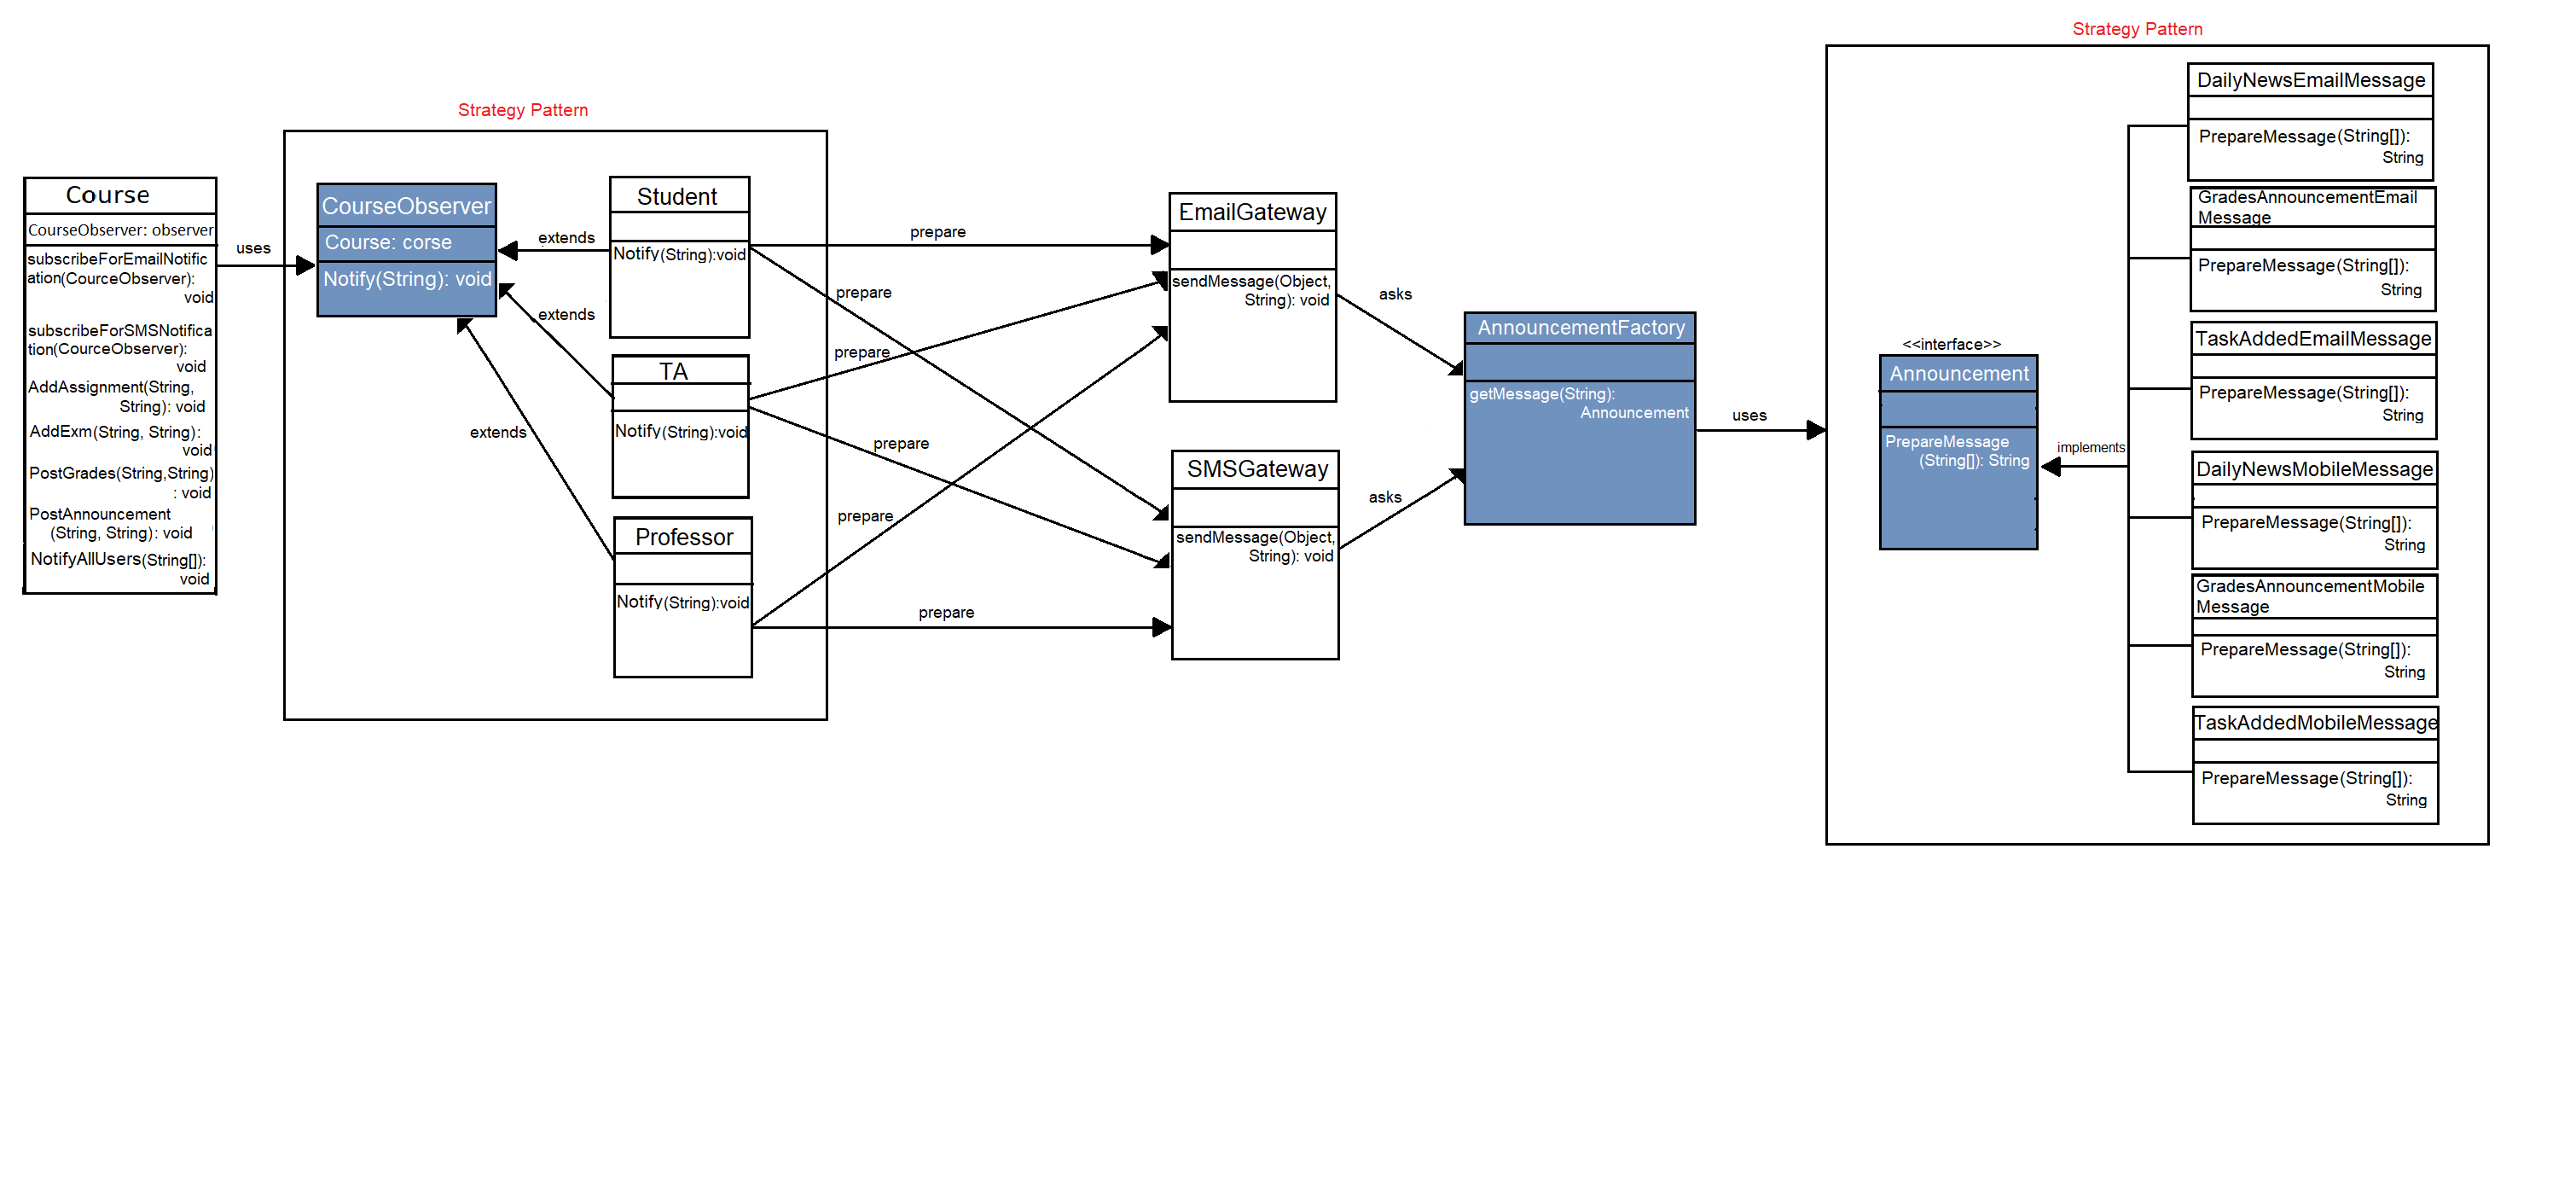 Strategy Pattern
Course
CourseObserver: observer
subscribeForEmailNotific
ation(CourceObserver):
void
subscribeForSMSNotifica
tion(CourceObserver):
void
AddAssignment(String,
String): void
AddExm(String, String):
void
PostGrades(String,String)
: void
PostAnnouncement
(String, String): void
NotifyAllUsers(String[]):
void
uses
CourseObserver
Course: corse
Notify(String): void
extends
extends
extends
Student
Notify(String):void
TA
Notify(String):void
Professor
Notify(String):void
prepare
prepare
prepare
prepare
prepare
prepare
EmailGateway
sendMessage(Object,
String): void
SMSGateway
sendMessage(Object,
String): void
asks
asks
AnnouncementFactory
getMessage(String):
Announcement
uses
Strategy Pattern
<<interface>>
Announcement
PrepareMessage
(String[]): String
implements
DailyNewsEmailMessage
PrepareMessage(String[]):
String
GradesAnnouncementEmail
Message
PrepareMessage(String[]):
String
TaskAddedEmailMessage
PrepareMessage(String[]):
String
DailyNewsMobileMessage
PrepareMessage(String[]):
String
GradesAnnouncementMobile
Message
PrepareMessage(String[]):
String
TaskAddedMobileMessage
PrepareMessage(String[]):
String